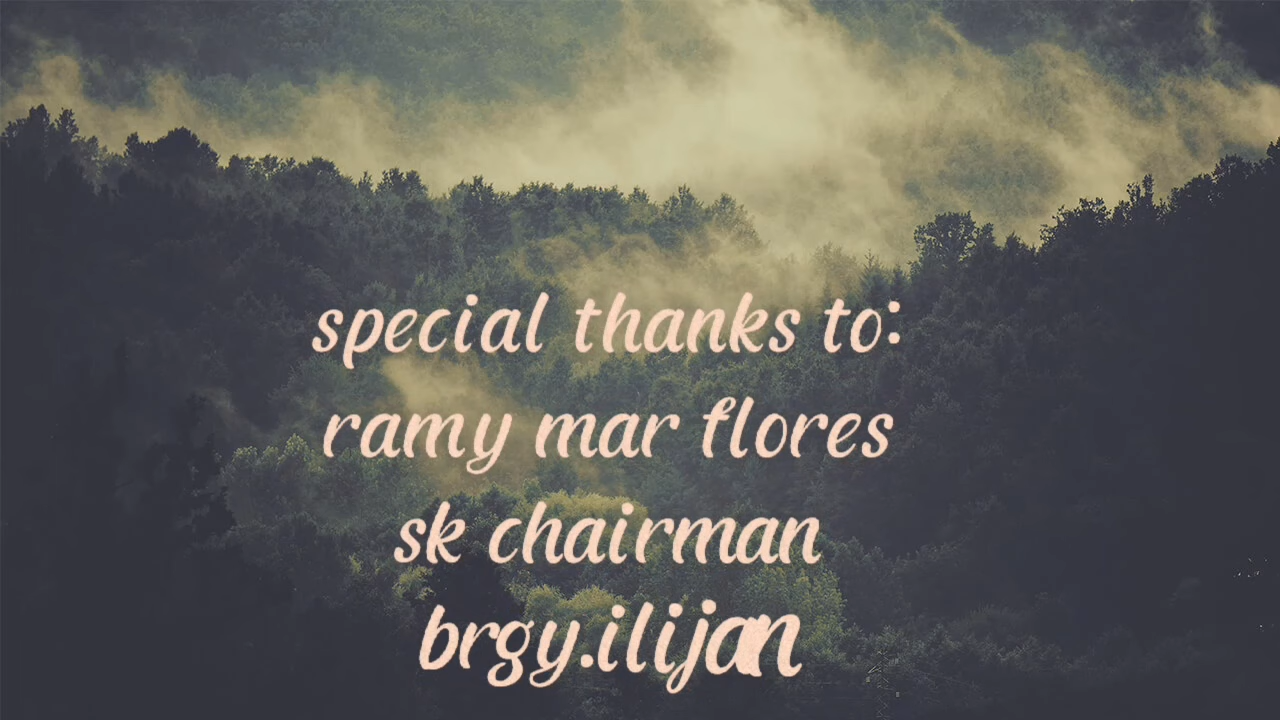 special thanks to:
ramy mar flores
sk chairman
brgy.ilijan